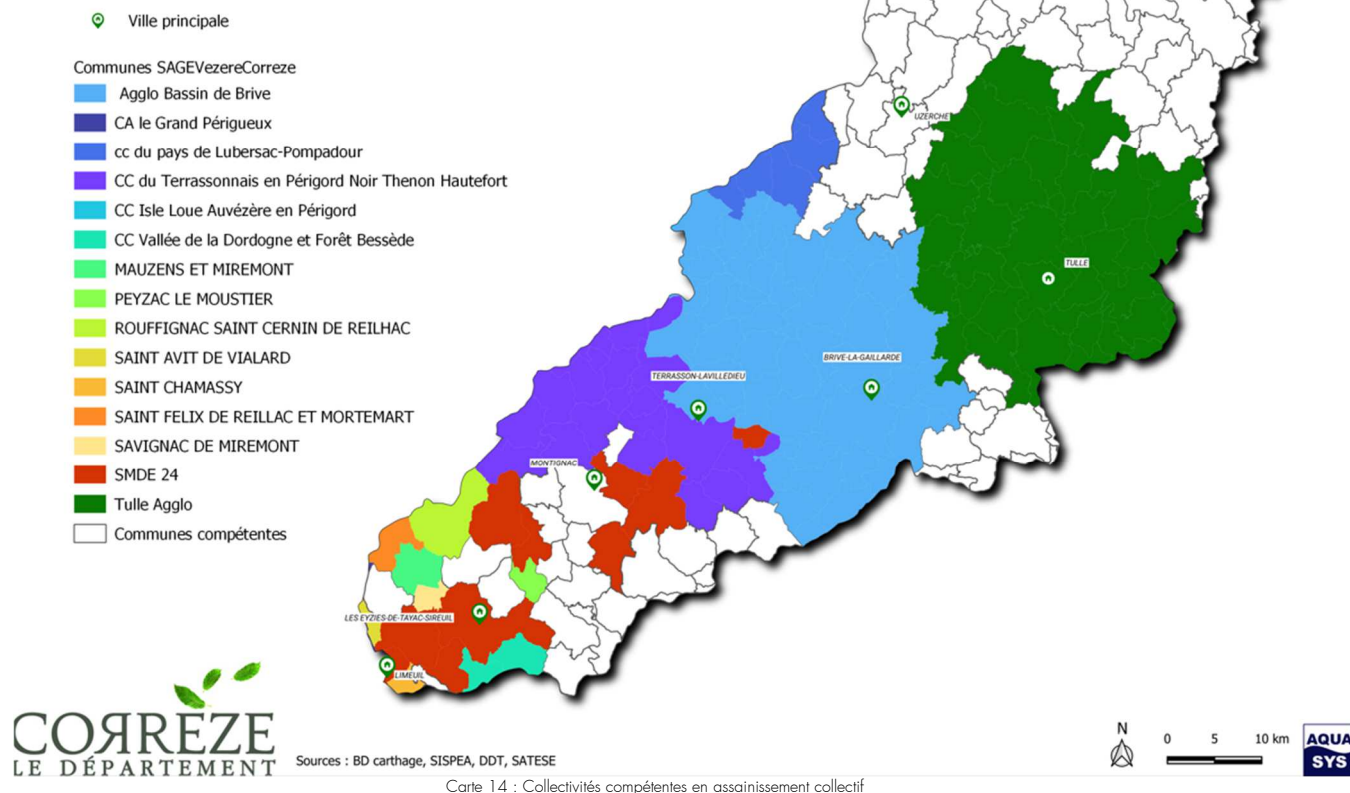 Ville principale
Communes SAGEVezereCorreze
Agglo Bassin de Brive
CA le Grand Périgueux
cc du pays de Lubersac-Pompadour
CC du Terrassonnais en Périgord Noir Thenon Hautefort
CC Isle Loue Auvézère en Périgord
CC Vallée de la Dordogne et Forêt Bessède
MAUZENS ET MIREMONT
PEYZAC LE MOUSTIER
ROUFFIGNAC SAINT CERNIN DE REILHAC
SAINT AVIT DE VIALARD
SAINT CHAMASSY
SAINT FELIX DE REILLAC ET MORTEMART
SAVIGNAC DE MIREMONT
SMDE 24
Tulle Agglo
Communes compétentes
UZERCHE
TULLE
BRIVE-LA-GAILLARDE
TERRASSON-LAVILLEDIEU
MONTIGNAC
LES EYZIES-DE-TAYAC-SIREUIL
LIMEUIL
CORRÈZE
LE DÉPARTEMENT
Sources : BD carthage, SISPEA, DDT, SATESE
N
0 5 10 km
AQUA
SYS
Carte 14 : Collectivités compétentes en assainissement collectif